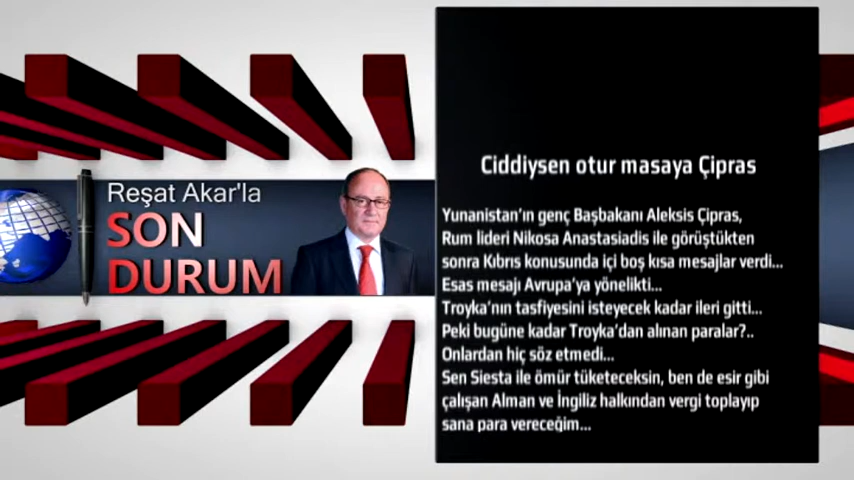 Reşat Akar'la
SON
DURUM
Ciddiysen otur masaya Çipras
Yunanistan'ın genç Başbakanı Aleksis Çipras,
Rum lideri Nikosa Anastasiadis ile görüştükten
sonra Kıbrıs konusunda içi boş kısa mesajlar verdi...
Esas mesajı Avrupa'ya yönelikti...
Troyka'nın tasfiyesini isteyecek kadar ileri gitti...
Peki bugüne kadar Troyka'dan alınan paralar?..
Onlardan hiç söz etmedi...
Sen Siesta ile ömür tüketeceksin, ben de esir gibi
çalışan Alman ve İngiliz halkından vergi toplayıp
sana para vereceğim...